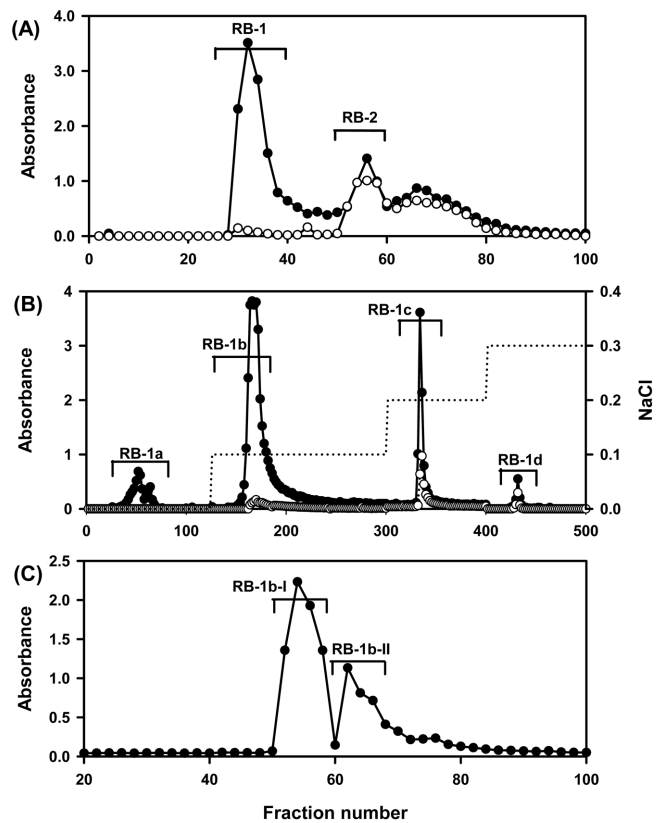 (A)
RB-1
RB-2
Absorbance
4.0
3.0
2.0
1.0
0.0
0 20 40 60 80 100
(B)
RB-1a
RB-1b
RB-1c
RB-1d
Absorbance
4
3
2
1
0
NaCl
0.4
0.3
0.2
0.1
0.0
0 100 200 300 400 500
(C)
RB-1b-I
RB-1b-II
Absorbance
2.5
2.0
1.5
1.0
0.5
0.0
20 40 60 80 100
Fraction number